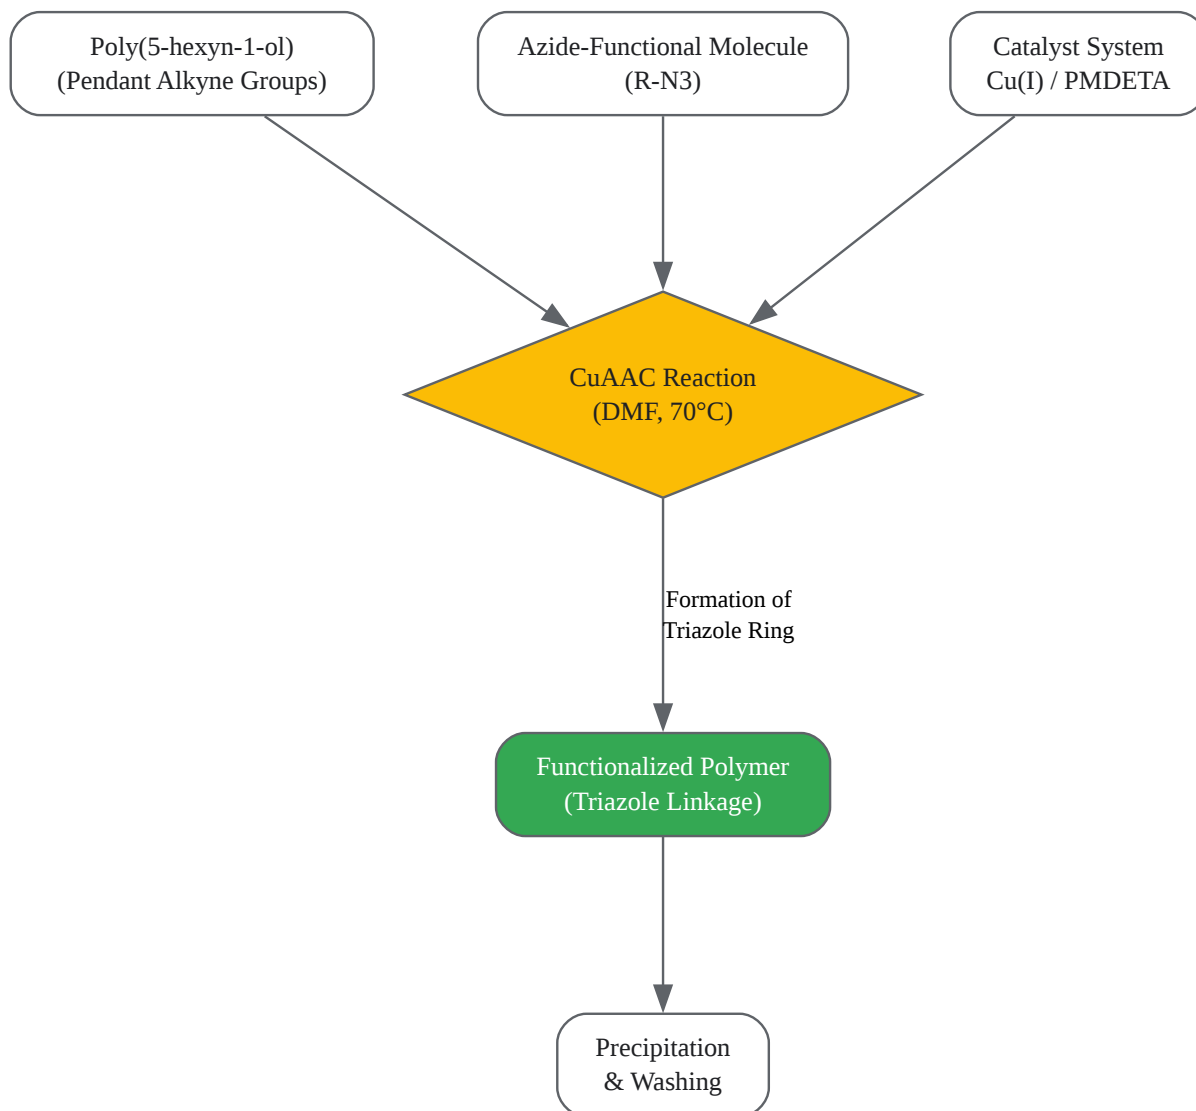 Poly(5-hexyn-1-ol)
(Pendant Alkyne Groups)
Azide-Functional Molecule
(R-N3)
Catalyst System
Cu(I) / PMDETA
CuAAC Reaction
(DMF, 70°C)
Formation of
Triazole Ring
Functionalized Polymer
(Triazole Linkage)
Precipitation
& Washing